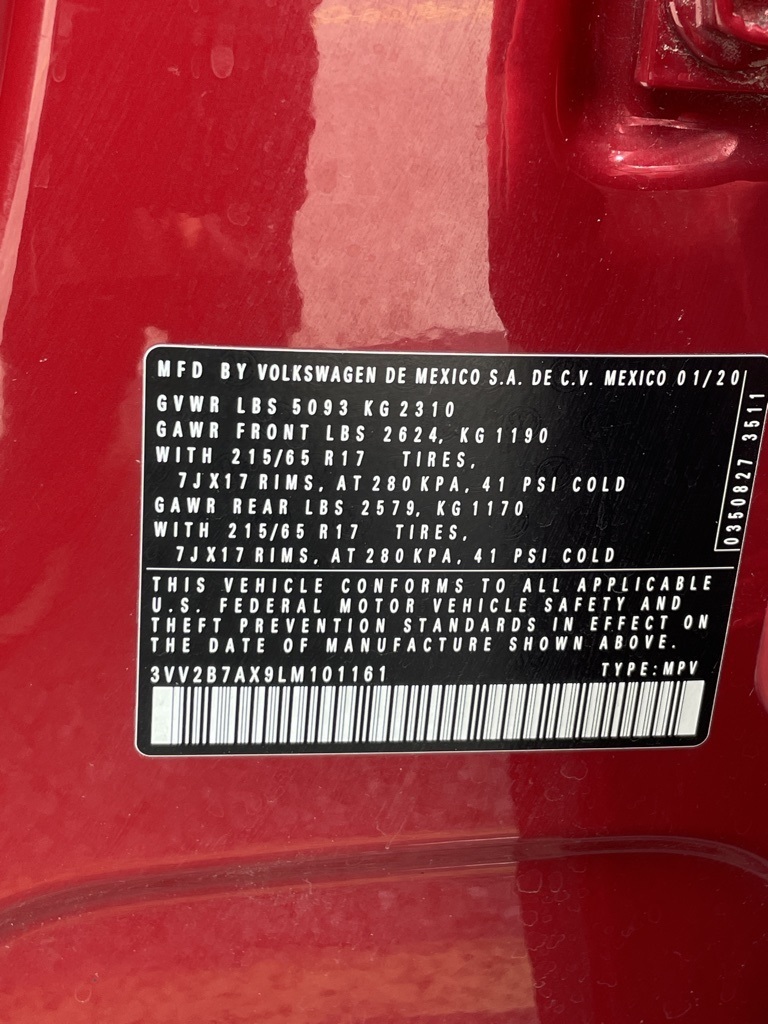 MFD BY VOLKSWAGEN DE MEXICO S.A. DE C.V. MEXICO 01/20
GVWR LBS 5093 KG 2310
GAWR FRONT LBS 2624, KG 1190
WITH 215/65 R17 TIRES,
7JX17 RIMS, AT 280 KPA, 41 PSI COLD
GAWR REAR LBS 2579, KG 1170
WITH 215/65 R17 TIRES,
7JX17 RIMS, AT 280 KPA, 41 PSI COLD
0350827 3511
THIS VEHICLE CONFORMS TO ALL APPLICABLE
U.S. FEDERAL MOTOR VEHICLE SAFETY AND
THEFT PREVENTION STANDARDS IN EFFECT ON
THE DATE OF MANUFACTURE SHOWN ABOVE.
3VV2B7AX9LM101161 TYPE: MPV